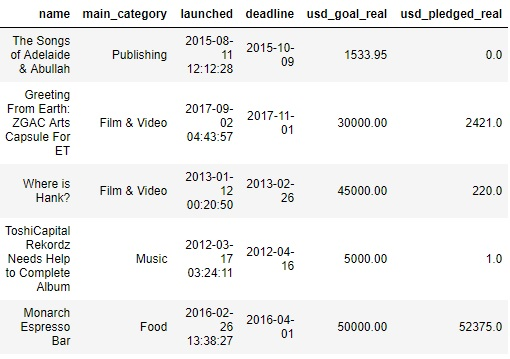 name main_category launched deadline usd_goal_real usd_pledged_real
The Songs
of Adelaide
& Abullah
Publishing
2015-08-
11
12:12:28
2015-10-
09
1533.95
0.0
Greeting
From Earth:
ZGAC Arts
Capsule For
ET
Film & Video
2017-09-
02
04:43:57
2017-11-
01
30000.00
2421.0
Where is
Hank?
Film & Video
2013-01-
12
00:20:50
2013-02-
26
45000.00
220.0
ToshiCapital
Rekordz
Needs Help
to Complete
Album
Music
2012-03-
17
03:24:11
2012-04-
16
5000.00
1.0
Monarch
Espresso
Bar
Food
2016-02-
26
13:38:27
2016-04-
01
50000.00
52375.0